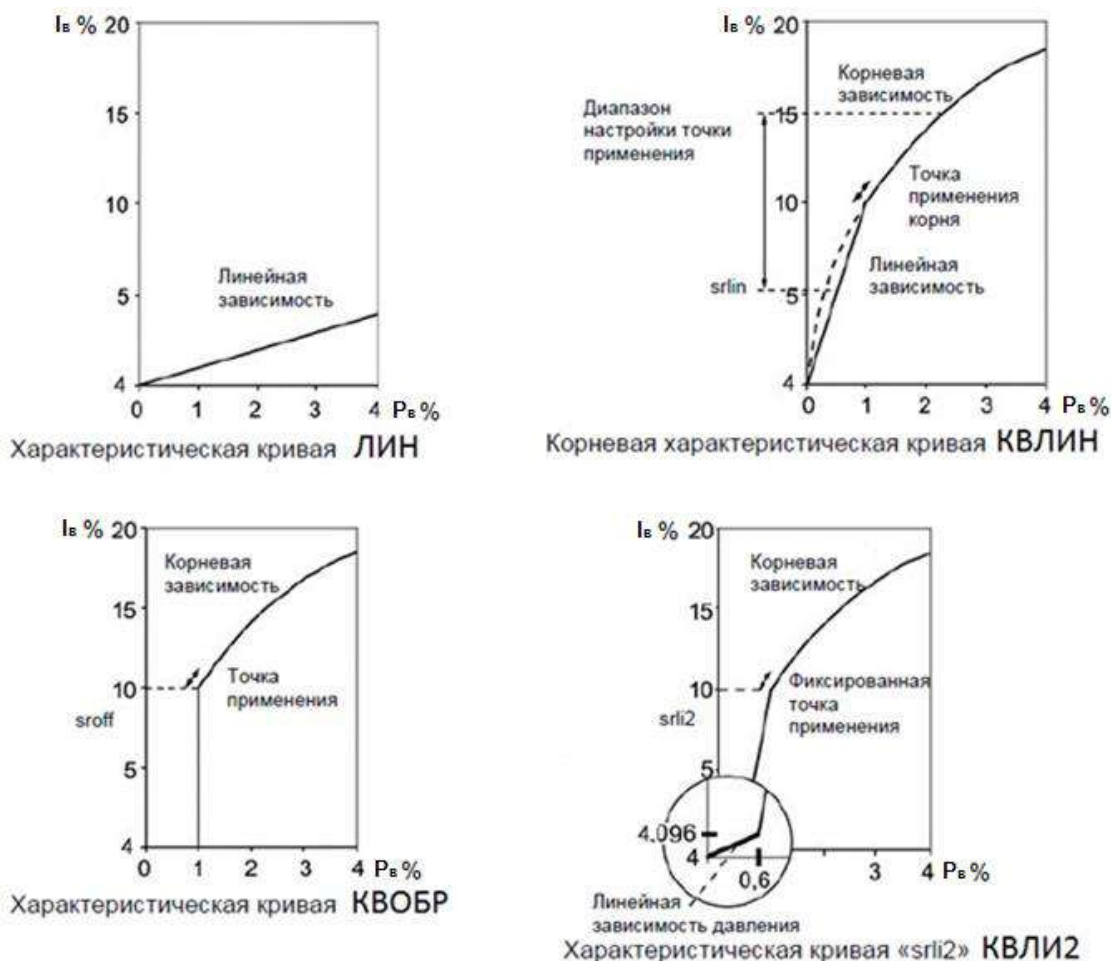 Iв % 20
15
10
Линейная
зависимость
5
4
0 1 2 3 4 Pв %
Характеристическая кривая ЛИН
Iв % 20
Корневая
зависимость
Диапазон
настройки точки
применения
15
Точка
применения
корня
10
Линейная
зависимость
srlin
5
4
0 1 2 3 4 Pв %
Корневая характеристическая кривая КВЛИН
Iв % 20
Корневая
зависимость
15
Точка
применения
10
sroff
5
4
0 1 2 3 4 Pв %
Характеристическая кривая КВОБР
Iв % 20
Корневая
зависимость
15
10
Фиксированная
точка
применения
srli2
5
4.096
4
0,6
3 4 Pв %
Линейная
зависимость давления
Характеристическая кривая «srli2» КВЛИ2